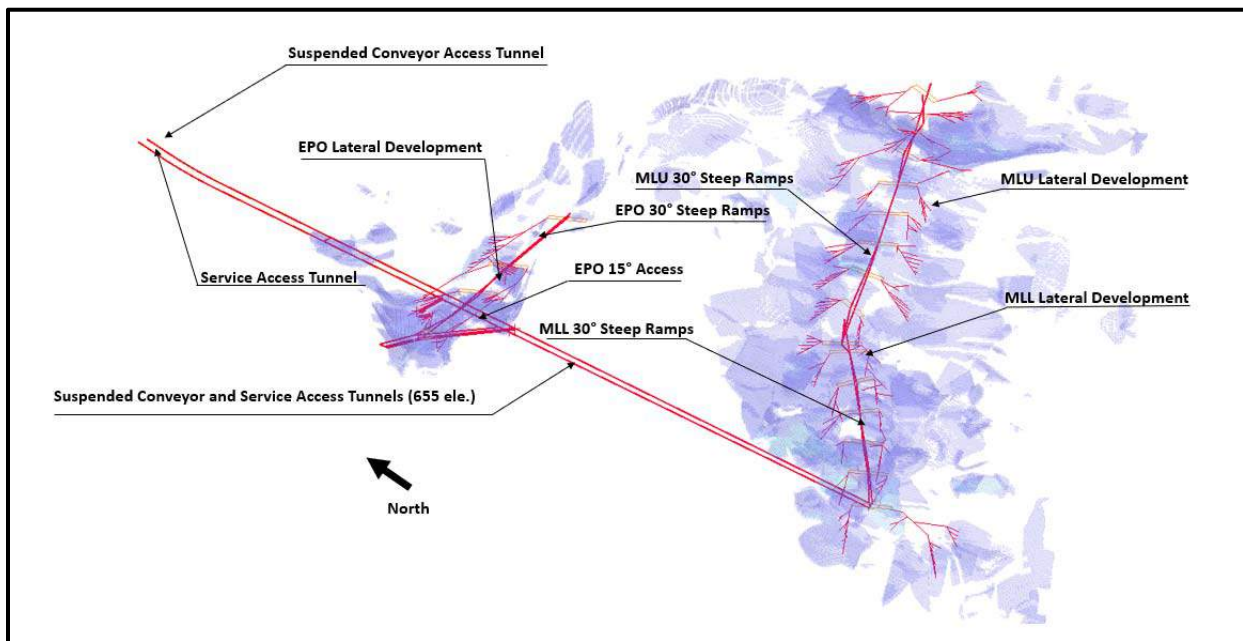 Suspended Conveyor Access Tunnel
EPO Lateral Development
MLU 30° Steep Ramps
MLU Lateral Development
EPO 30° Steep Ramps
Service Access Tunnel
EPO 15° Access
MLL Lateral Development
MLL 30° Steep Ramps
Suspended Conveyor and Service Access Tunnels (655 ele.)
North